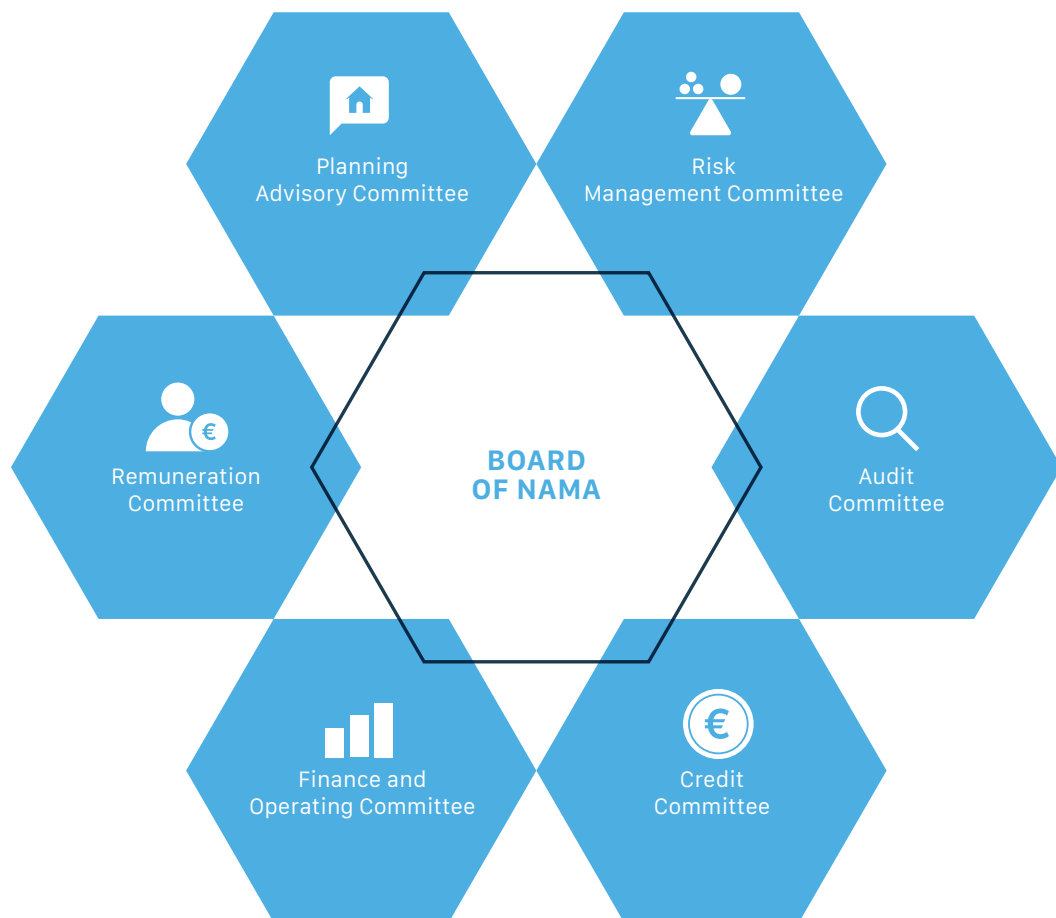 Planning
Advisory Committee
Risk
Management Committee
Remuneration
Committee
€
BOARD
OF NAMA
Audit
Committee
Finance and
Operating Committee
€
Credit
Committee